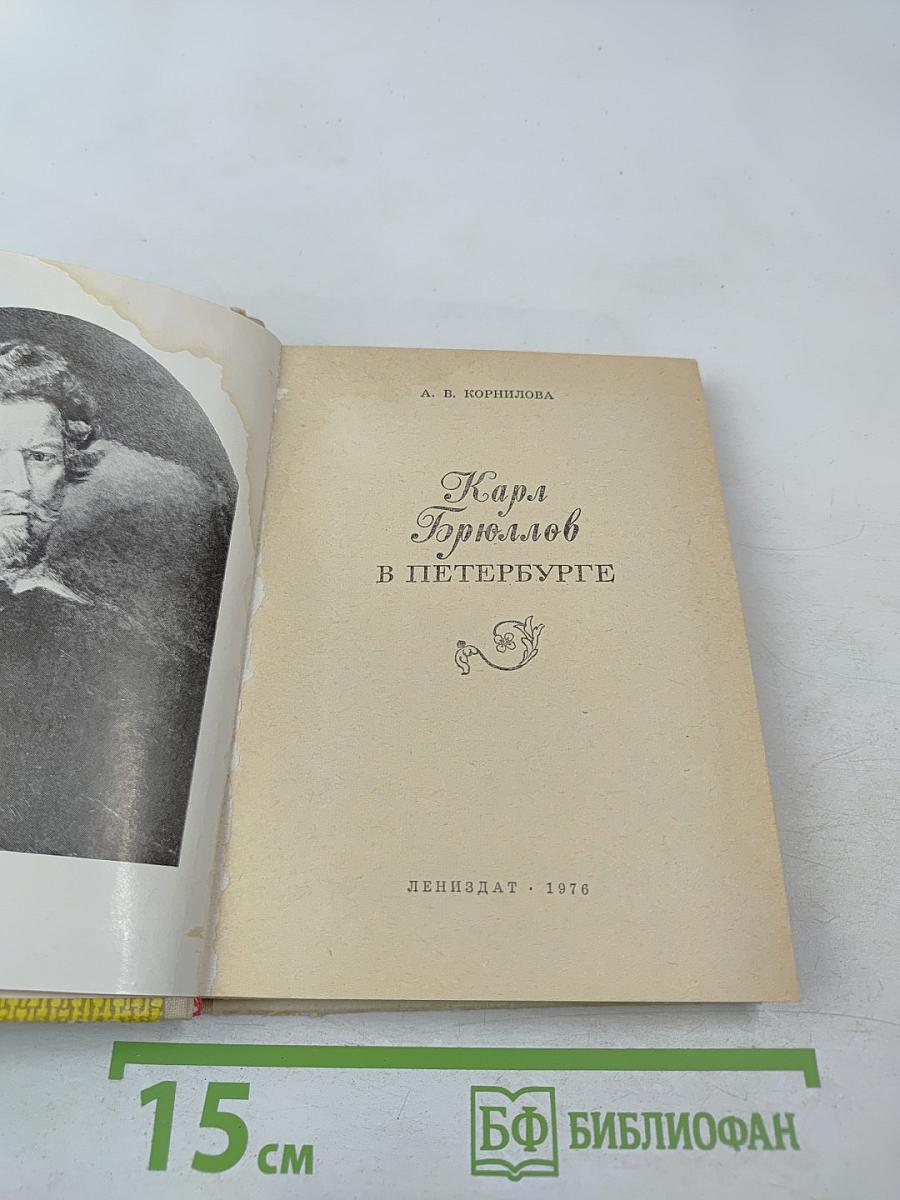 А. В. КОРНИЛОВА
Карл
Брюллов
В ПЕТЕРБУРГЕ
ЛЕНИЗДАТ · 1976
15 см
БФ БИБЛИОФАН